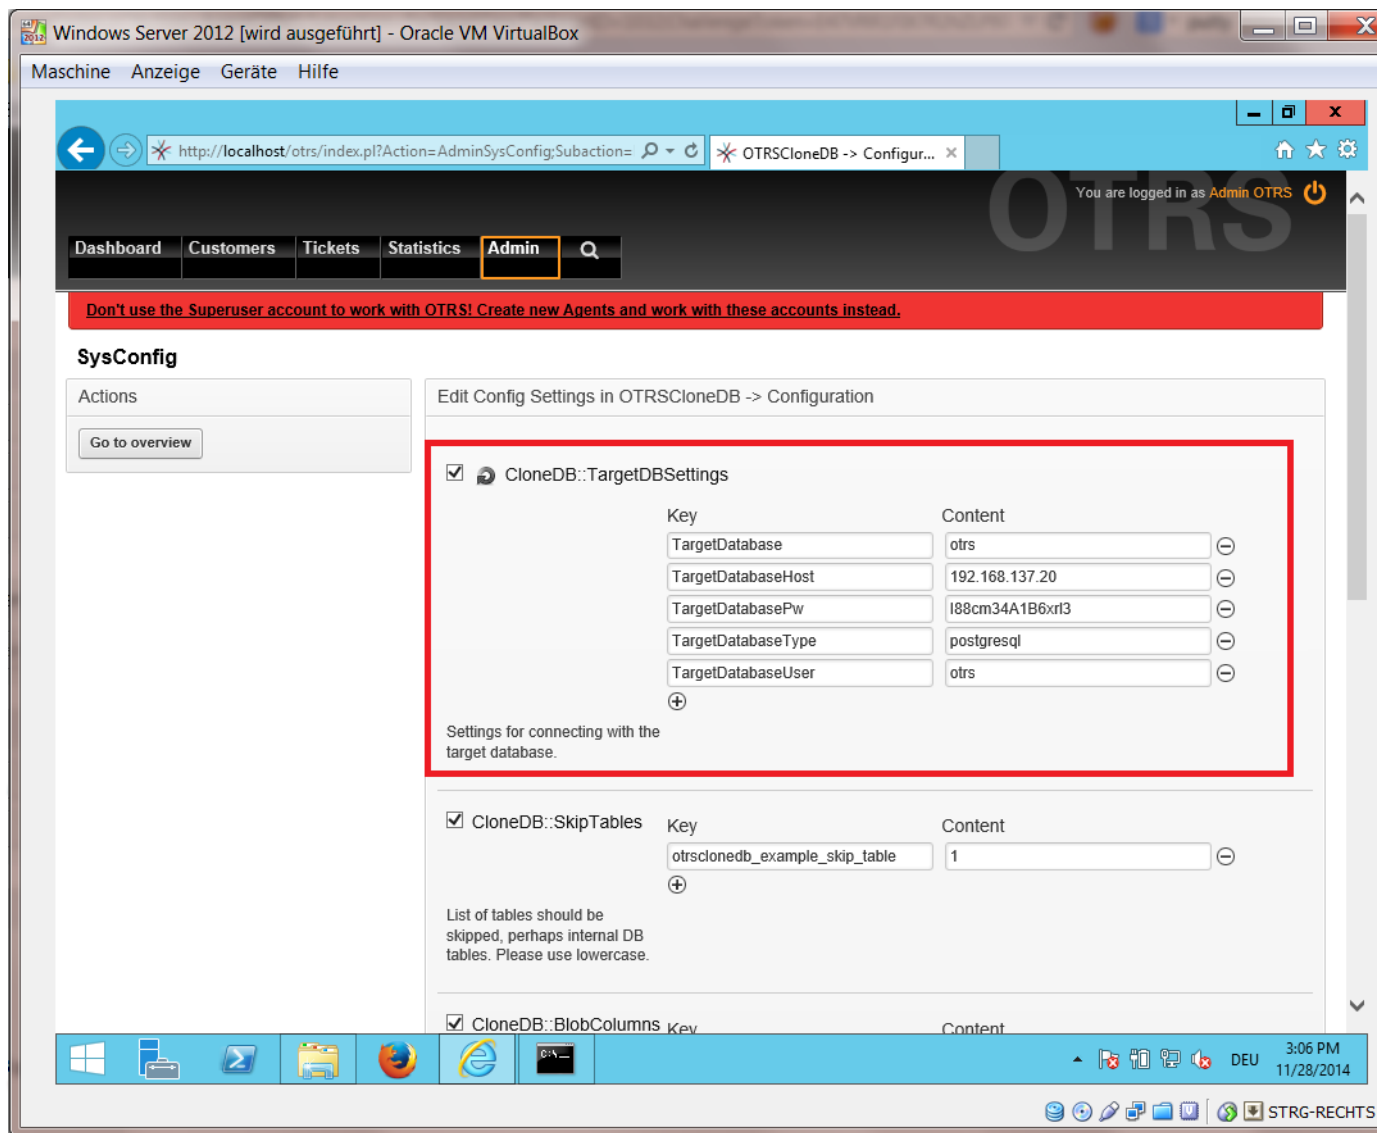 Windows Server 2012 [wird ausgeführt] - Oracle VM VirtualBox
Maschine Anzeige Geräte Hilfe
http://localhost/otrs/index.pl?Action=AdminSysConfig;Subaction=
OTRSCloneDB -> Configur...
OTRS
You are logged in as Admin OTRS
Dashboard Customers Tickets Statistics Admin
Don't use the Superuser account to work with OTRS! Create new Agents and work with these accounts instead.
SysConfig
Actions
Go to overview
Edit Config Settings in OTRSCloneDB -> Configuration
CloneDB::TargetDBSettings
Key Content
TargetDatabase otrs
TargetDatabaseHost 192.168.137.20
TargetDatabasePw l88cm34A1B6xrl3
TargetDatabaseType postgresql
TargetDatabaseUser otrs
Settings for connecting with the
target database.
CloneDB::SkipTables Key Content
otrsclonedb_example_skip_table 1
List of tables should be
skipped, perhaps internal DB
tables. Please use lowercase.
CloneDB::BlobColumns Key Content
DEU
3:06 PM
11/28/2014
STRG-RECHTS